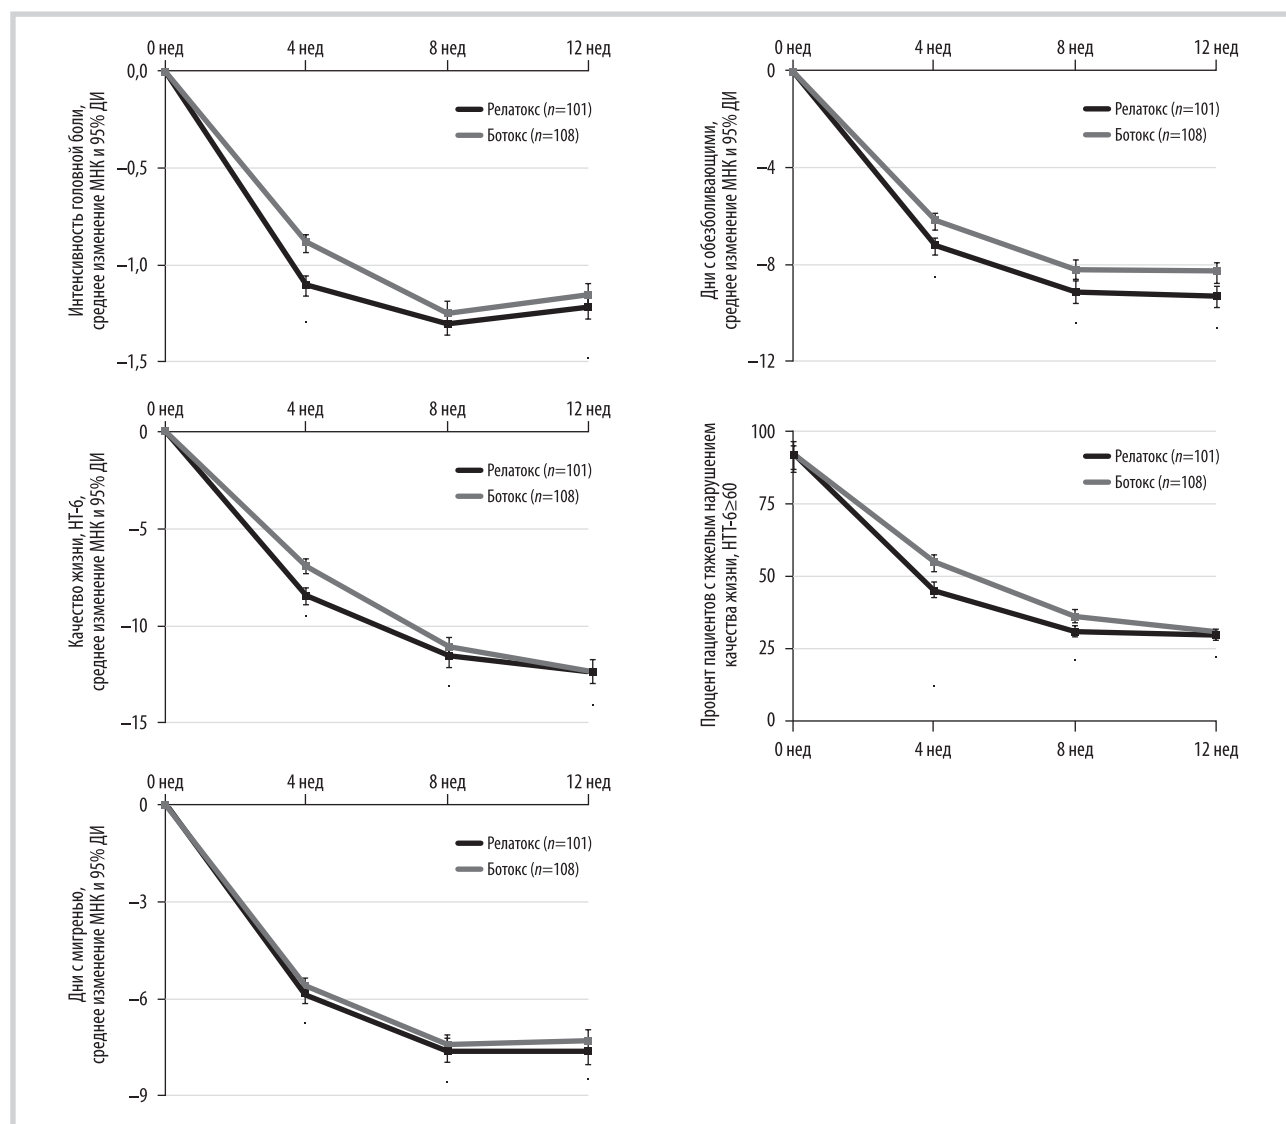 0 нед 4 нед 8 нед 12 нед
0,0
–0,5
–1,0
–1,5
Интенсивность головной боли,
среднее изменение МНК и 95% ДИ
Релатокс (n=101)
Ботокс (n=108)
0 нед 4 нед 8 нед 12 нед
0
–4
–8
–12
Дни с обезболивающими,
среднее изменение МНК и 95% ДИ
Релатокс (n=101)
Ботокс (n=108)
0 нед 4 нед 8 нед 12 нед
0
–5
–10
–15
Качество жизни, HT-6,
среднее изменение МНК и 95% ДИ
Релатокс (n=101)
Ботокс (n=108)
100
75
50
25
0
Процент пациентов с тяжелым нарушением
качества жизни, HTT-6≥60
Релатокс (n=101)
Ботокс (n=108)
0 нед 4 нед 8 нед 12 нед
0 нед 4 нед 8 нед 12 нед
0
–3
–6
–9
Дни с мигренью,
среднее изменение МНК и 95% ДИ
Релатокс (n=101)
Ботокс (n=108)